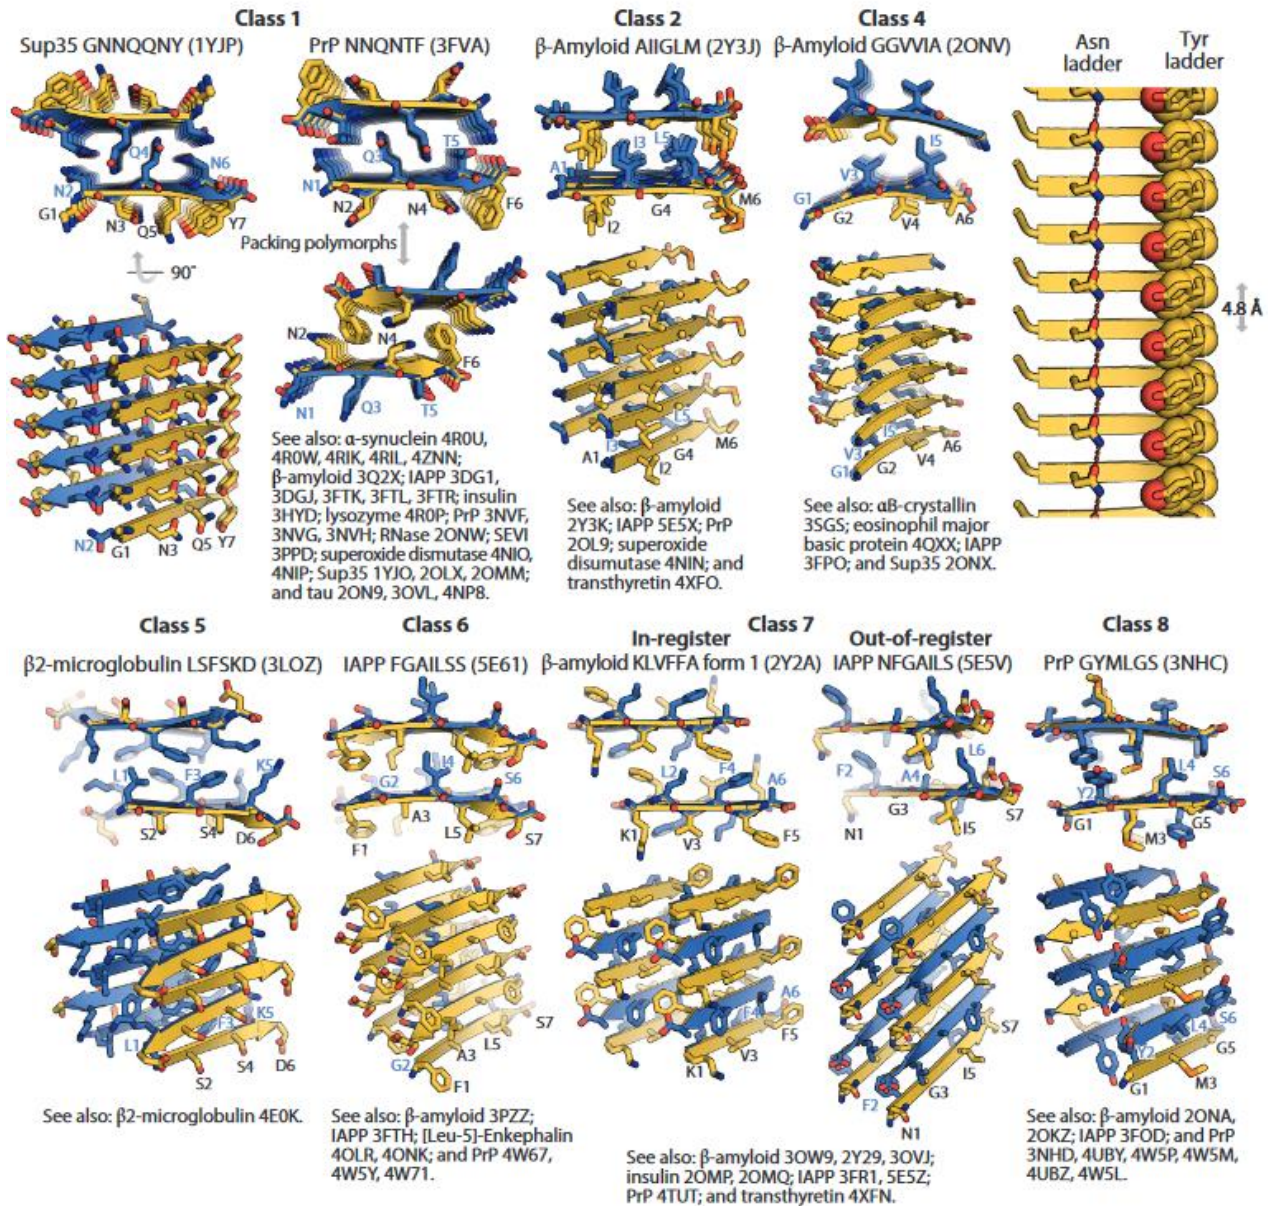 Class 1
Sup35 GNNQQNY (1YJP)
Q4
N6
N2
G1
N3
Q5
Y7
90°
N2
G1
N3
Q5
Y7
PrP NNQNTF (3FVA)
Q3
T5
N1
N2
N4
F6
Packing polymorphs
N2
N4
F6
N1
Q3
T5
See also: α-synuclein 4R0U,
4R0W, 4RIK, 4RIL, 4ZNN;
β-amyloid 3Q2X; IAPP 3DG1,
3DGJ, 3FTK, 3FTL, 3FTR; insulin
3HYD; lysozyme 4R0P; PrP 3NVF,
3NVG, 3NVH; RNase 2ONW; SEVI
3PPD; superoxide dismutase 4NIO,
4NIP; Sup35 1YJO, 2OLX, 2OMM;
and tau 2ON9, 3OVL, 4NP8.
Class 2
β-Amyloid AIIGLM (2Y3J)
I3
L5
A1
G4
M6
I2
L5
I3
M6
A1
G4
I2
See also: β-amyloid
2Y3K; IAPP 5E5X; PrP
2OL9; superoxide
disumutase 4NIN; and
transthyretin 4XFO.
Class 4
β-Amyloid GGVVIA (2ONV)
I5
V3
G1
G2
V4
A6
I5
V3
A6
G1
G2
V4
See also: αB-crystallin
3SGS; eosinophil major
basic protein 4QXX; IAPP
3FPO; and Sup35 2ONX.
Asn
ladder
Tyr
ladder
4.8 Å
Class 5
β2-microglobulin LSFSKD (3LOZ)
L1
F3
K5
S2
S4
D6
F3
K5
L1
S2
S4
D6
See also: β2-microglobulin 4E0K.
Class 6
IAPP FGAILSS (5E61)
G2
I4
S6
A3
L5
S7
F1
S7
L5
A3
G2
F1
See also: β-amyloid 3PZZ;
IAPP 3FTH; [Leu-5]-Enkephalin
4OLR, 4ONK; and PrP 4W67,
4W5Y, 4W71.
Class 7
In-register
β-amyloid KLVFFA form 1 (2Y2A)
L2
F4
A6
K1
V3
F5
A6
F4
F5
V3
K1
Out-of-register
IAPP NFGAILS (5E5V)
L6
F2
A4
G3
S7
N1
I5
S7
I5
G3
F2
N1
See also: β-amyloid 3OW9, 2Y29, 3OVJ;
insulin 2OMP, 2OMQ; IAPP 3FR1, 5E5Z;
PrP 4TUT; and transthyretin 4XFN.
Class 8
PrP GYMLGS (3NHC)
L4
S6
Y2
G1
G5
M3
L4
S6
Y2
G5
G1
M3
See also: β-amyloid 2ONA,
2OKZ; IAPP 3FOD; and PrP
3NHD, 4UBY, 4W5P, 4W5M,
4UBZ, 4W5L.